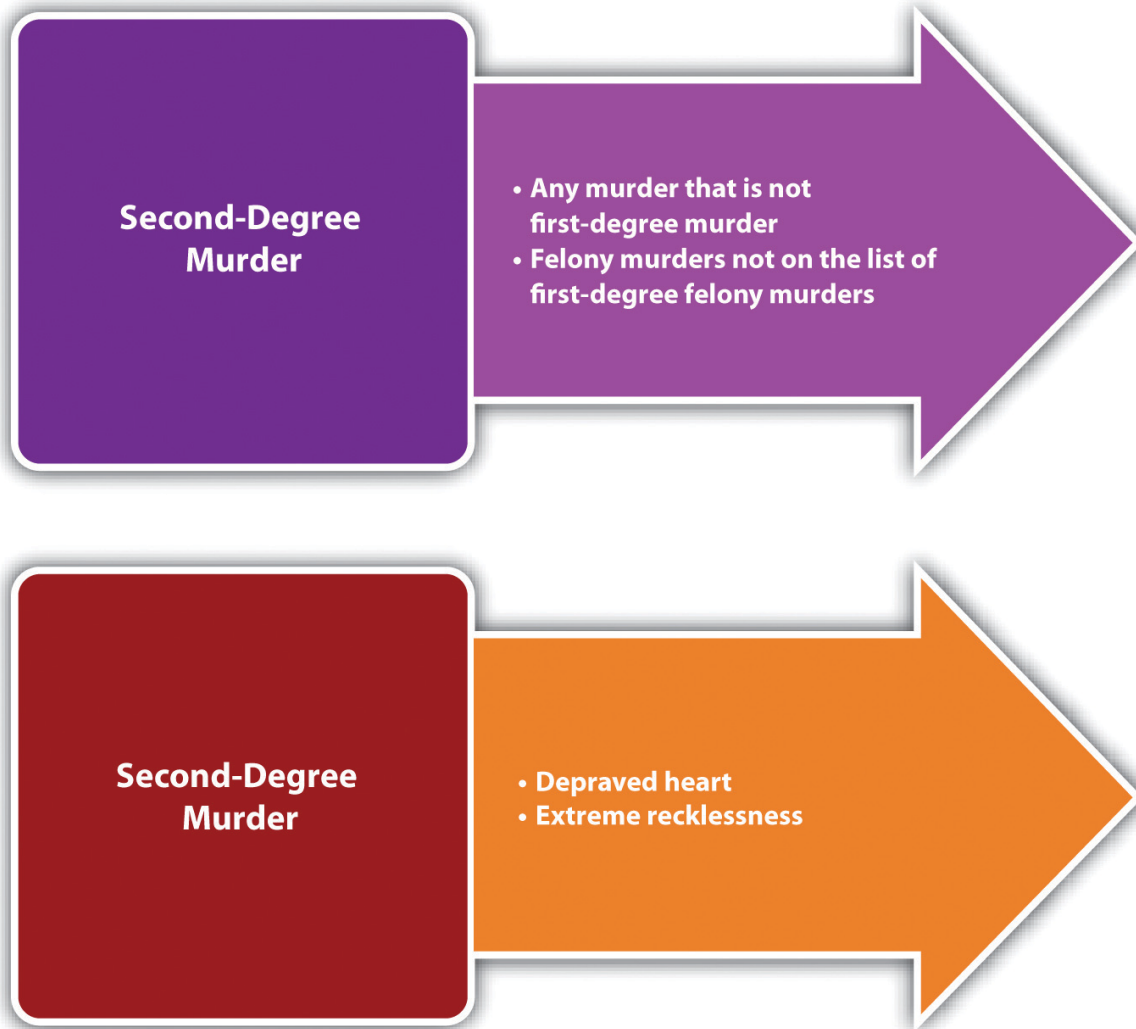 Second-Degree
Murder
• Any murder that is not
first-degree murder
• Felony murders not on the list of
first-degree felony murders
Second-Degree
Murder
• Depraved heart
• Extreme recklessness